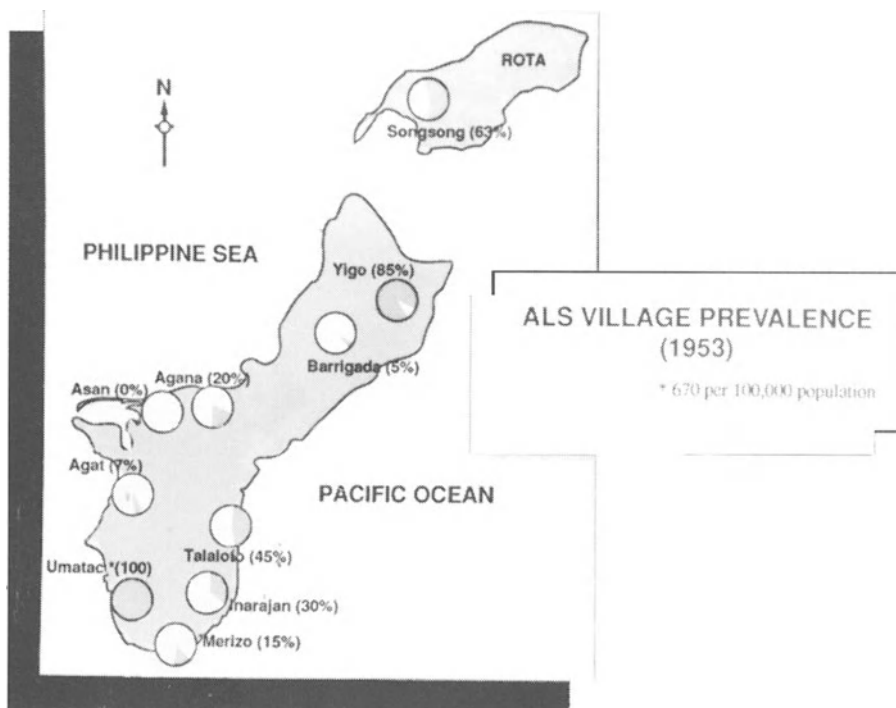 ROTA
N
Songsong (63%)
PHILIPPINE SEA
Yigo (85%)
ALS VILLAGE PREVALENCE
(1953)
* 670 per 100,000 population
Barrigada (5%)
Agana (20%)
Asan (0%)
Agat (7%)
PACIFIC OCEAN
Talaloto (45%)
Umatac *(100)
Inarajan (30%)
*Merizo (15%)